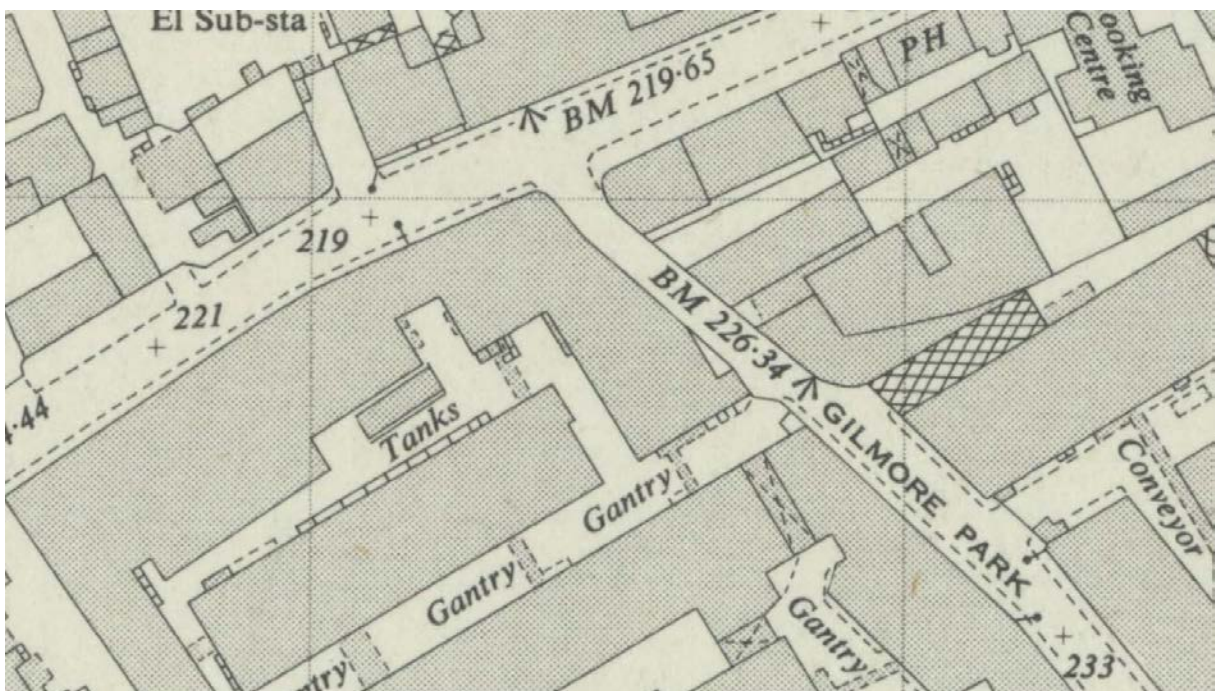 El Sub-sta
BM 219·65
PH
ooking
Centre
219
221
BM 226·34
·44
Tanks
GILMORE PARK
Gantry
Conveyor
Gantry
Gantry
ntry
233